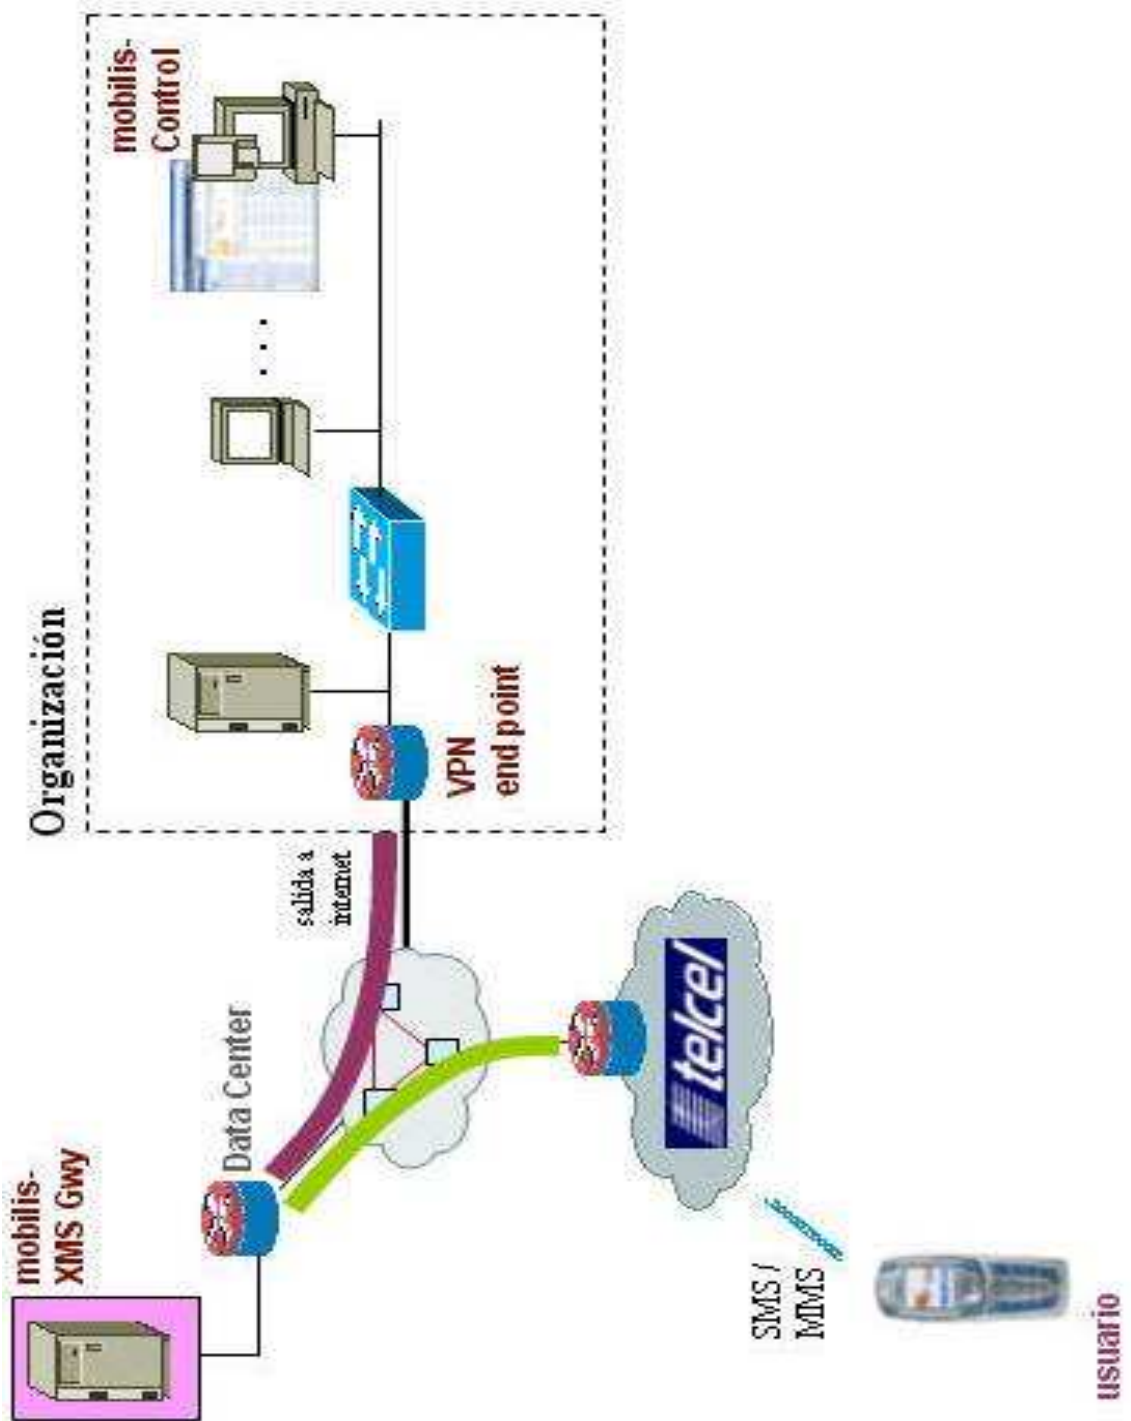 mobilis-
XMS Gwy
Data Center
Organización
salida a
internet
VPN
end point
mobilis-
Control
telcel
SMS /
MMS
usuario